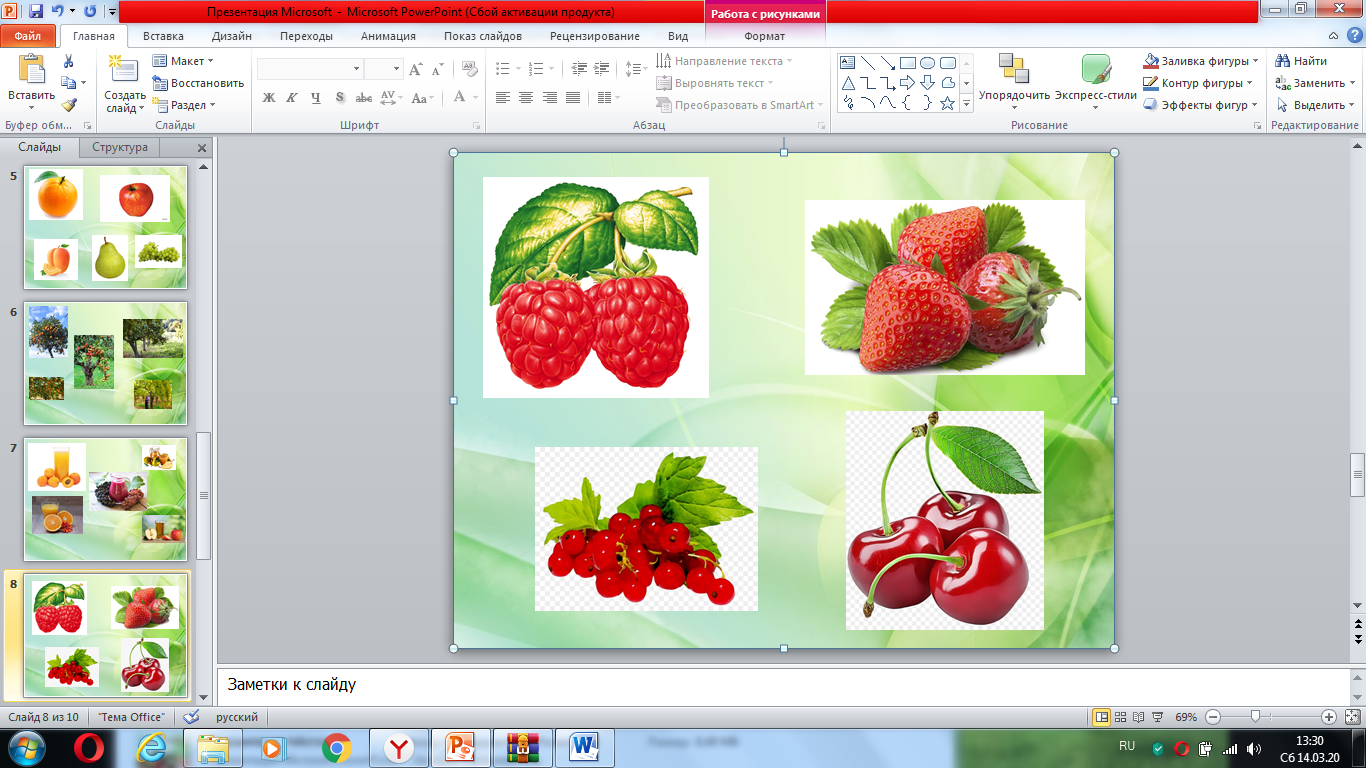 Презентация Microsoft - Microsoft PowerPoint (Сбой активации продукта)
Работа с рисунками
Файл Главная Вставка Дизайн Переходы Анимация Показ слайдов Рецензирование Вид Формат
Вставить
Буфер обм...
Создать слайд
Макет
Восстановить
Раздел
Слайды
Ж К Ч S abc AV Aa А
Шрифт
Направление текста
Выровнять текст
Преобразовать в SmartArt
Абзац
Упорядочить
Экспресс-стили
Заливка фигуры
Контур фигуры
Эффекты фигур
Рисование
Найти
Заменить
Выделить
Редактирование
Слайды Структура
5
6
7
8
Заметки к слайду
Слайд 8 из 10 "Тема Office" русский 69%
RU
13:30
Сб 14.03.20